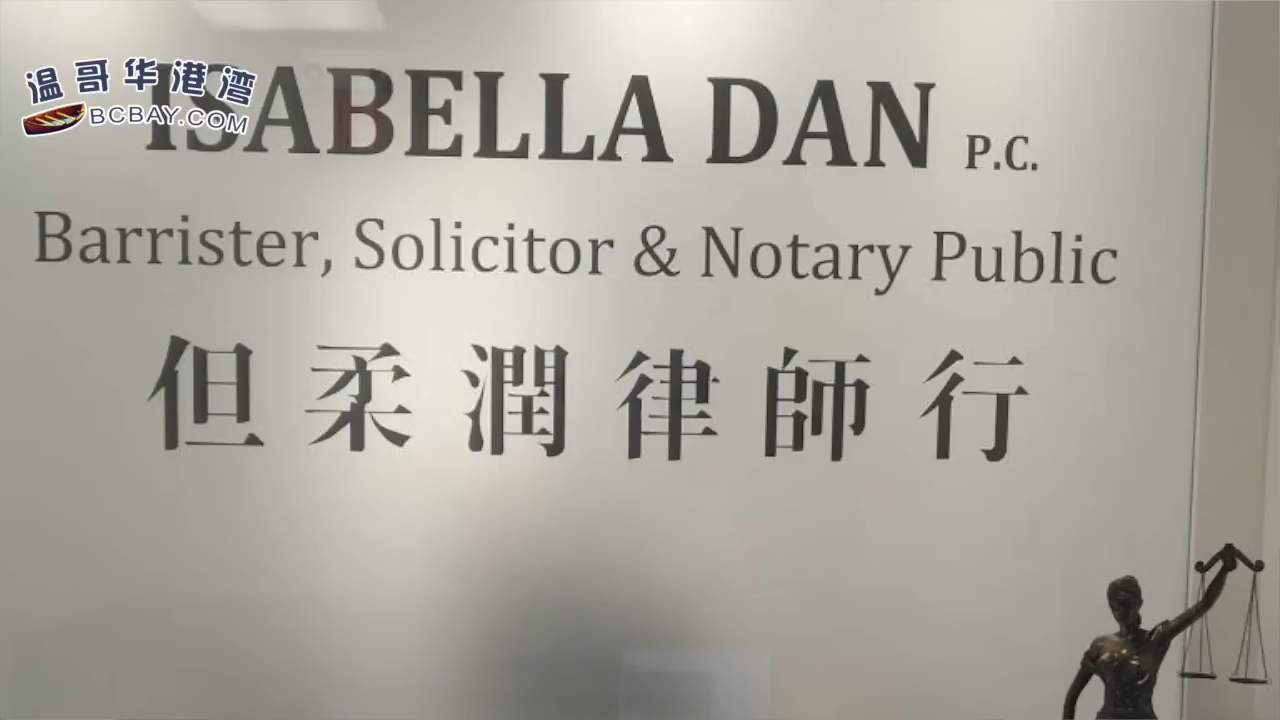 温哥华港湾
BCBAY.COM
ISABELLA DAN P.C.
Barrister, Solicitor & Notary Public
但柔潤律師行